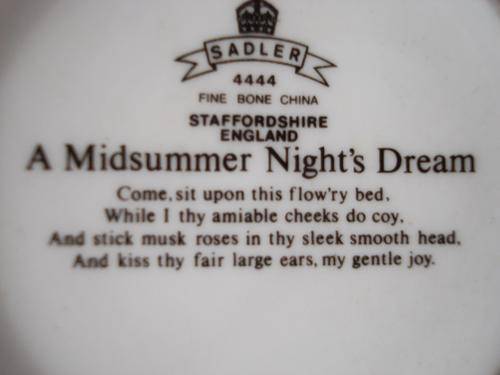 SADLER
4444
FINE BONE CHINA
STAFFORDSHIRE
ENGLAND
A Midsummer Night's Dream
Come, sit upon this flow'ry bed,
While I thy amiable cheeks do coy,
And stick musk roses in thy sleek smooth head,
And kiss thy fair large ears, my gentle joy.